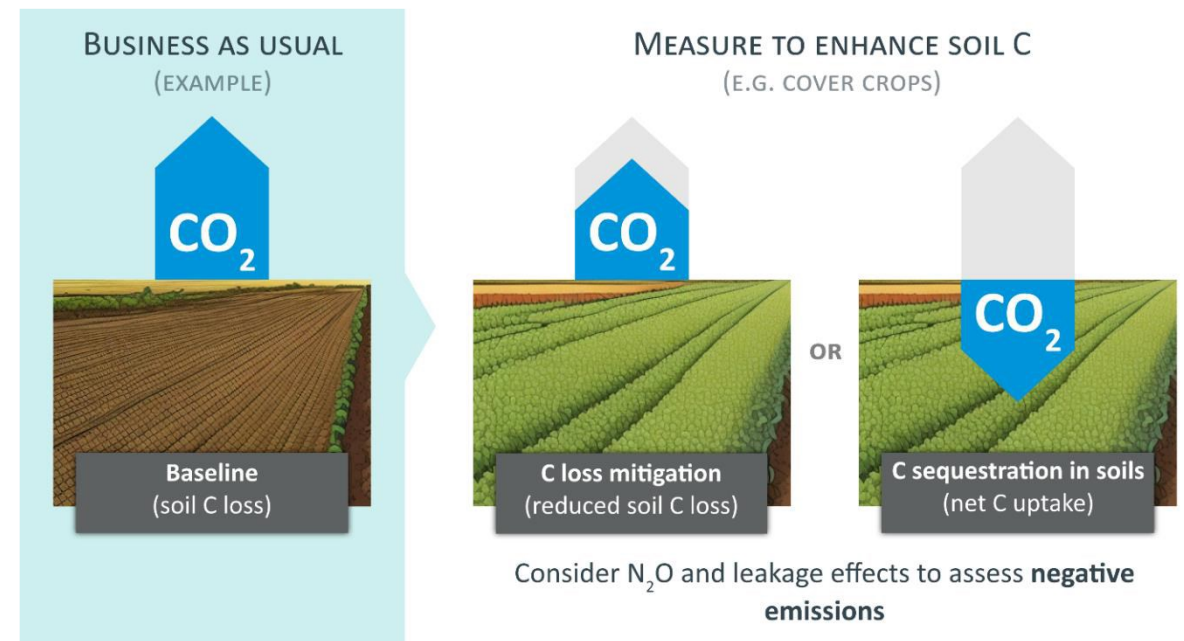 BUSINESS AS USUAL
(EXAMPLE)
CO₂
Baseline
(soil C loss)
MEASURE TO ENHANCE SOIL C
(E.G. COVER CROPS)
CO₂
C loss mitigation
(reduced soil C loss)
OR
CO₂
C sequestration in soils
(net C uptake)
Consider N₂O and leakage effects to assess negative
emissions